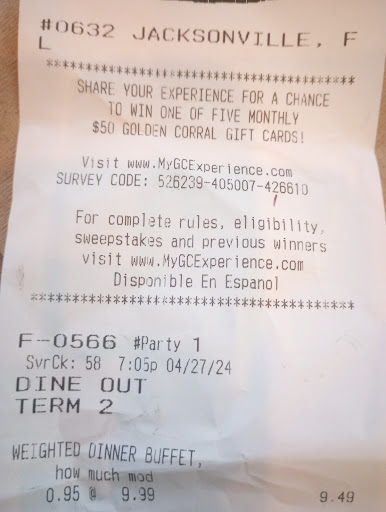 #0632 JACKSONVILLE, F
L
****************************************
SHARE YOUR EXPERIENCE FOR A CHANCE
TO WIN ONE OF FIVE MONTHLY
$50 GOLDEN CORRAL GIFT CARDS!
Visit www.MyGCExperience.com
SURVEY CODE: 526239-405007-426610
For complete rules, eligibility,
sweepstakes and previous winners
visit www.MyGCExperience.com
Disponible En Espanol
****************************************
F-0566 #Party 1
SvrCk: 58 7:05p 04/27/24
DINE OUT
TERM 2
WEIGHTED DINNER BUFFET,
how much mod
0.95 @ 9.99 9.49